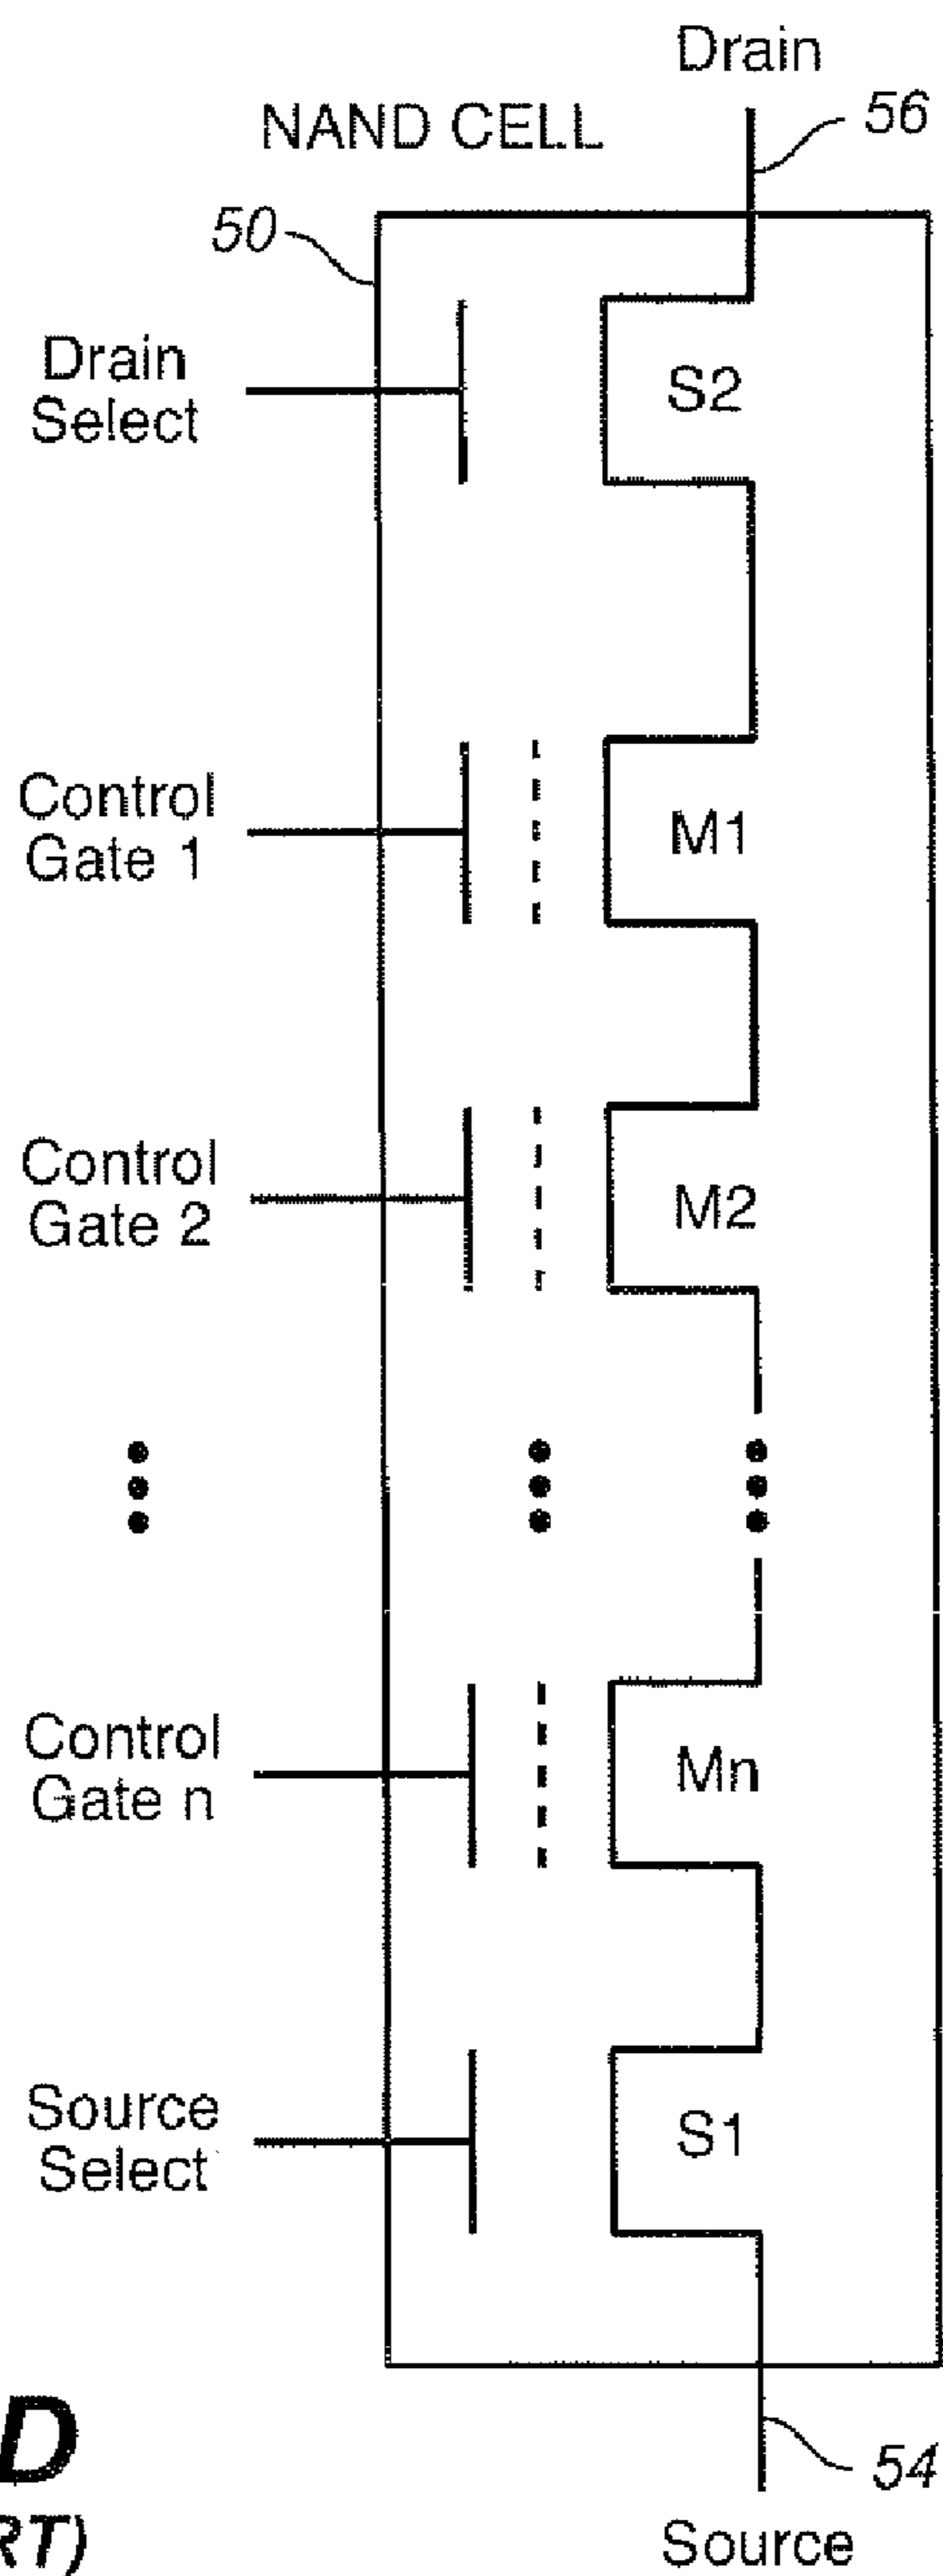 Drain
56
NAND CELL
50
Drain
Select
S2
Control
Gate 1
M1
Control
Gate 2
M2
Control
Gate n
Mn
Source
Select
S1
D
RT)
54
Source